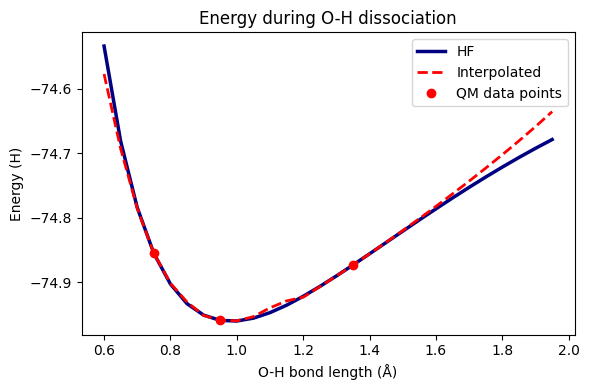 Energy during O-H dissociation
HF
Interpolated
QM data points
Energy (H)
−74.6
−74.7
−74.8
−74.9
0.6 0.8 1.0 1.2 1.4 1.6 1.8 2.0
O-H bond length (Å)